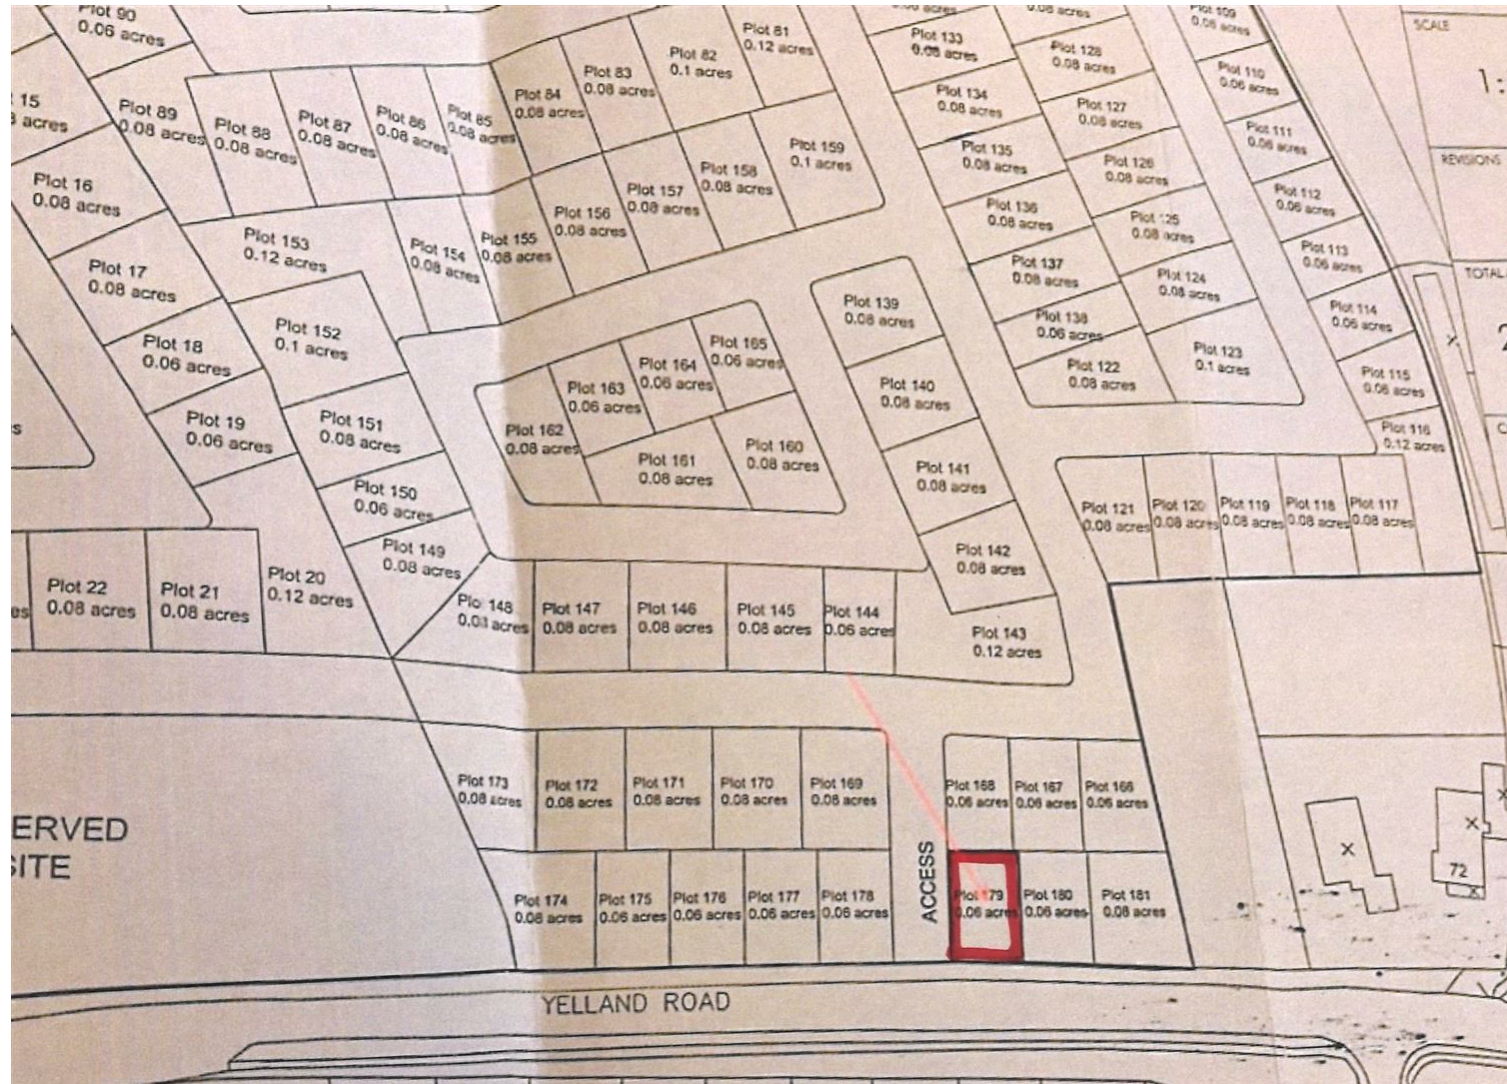 Plot 90
0.06 acres
Plot 81
0.12 acres
Plot 82
0.1 acres
Plot 83
0.08 acres
Plot 84
0.08 acres
Plot 85
0.08 acres
Plot 86
0.08 acres
Plot 87
0.08 acres
Plot 88
0.08 acres
Plot 89
0.08 acres
15
acres
Plot 16
0.08 acres
Plot 17
0.08 acres
Plot 18
0.06 acres
Plot 19
0.06 acres
Plot 153
0.12 acres
Plot 154
0.08 acres
Plot 155
0.08 acres
Plot 156
0.08 acres
Plot 157
0.08 acres
Plot 158
0.08 acres
Plot 159
0.1 acres
Plot 152
0.1 acres
Plot 151
0.08 acres
Plot 150
0.06 acres
Plot 149
0.08 acres
0.06 acres
Plot 133
0.08 acres
Plot 134
0.08 acres
Plot 135
0.08 acres
Plot 136
0.08 acres
Plot 137
0.08 acres
Plot 138
0.06 acres
Plot 122
0.08 acres
0.08 acres
Plot 128
0.08 acres
Plot 127
0.08 acres
Plot 126
0.08 acres
Plot 125
0.08 acres
Plot 124
0.08 acres
Plot 123
0.1 acres
Plot 109
0.06 acres
Plot 110
0.06 acres
Plot 111
0.06 acres
Plot 112
0.06 acres
Plot 113
0.06 acres
Plot 114
0.06 acres
Plot 115
0.08 acres
Plot 116
0.12 acres
SCALE
1:
REVISIONS
TOTAL
2
Plot 139
0.08 acres
Plot 140
0.08 acres
Plot 141
0.08 acres
Plot 142
0.08 acres
Plot 143
0.12 acres
Plot 165
0.06 acres
Plot 164
0.06 acres
Plot 163
0.06 acres
Plot 162
0.08 acres
Plot 161
0.08 acres
Plot 160
0.08 acres
Plot 121
0.08 acres
Plot 120
0.08 acres
Plot 119
0.08 acres
Plot 118
0.08 acres
Plot 117
0.08 acres
Plot 22
0.08 acres
Plot 21
0.08 acres
Plot 20
0.12 acres
148
acres
Plot 147
0.08 acres
Plot 146
0.08 acres
Plot 145
0.08 acres
Plot 144
0.06 acres
Plot 173
0.08 acres
Plot 172
0.08 acres
Plot 171
0.08 acres
Plot 170
0.08 acres
Plot 169
0.08 acres
Plot 168
0.06 acres
Plot 167
0.06 acres
Plot 166
0.06 acres
ERVED
SITE
Plot 174
0.08 acres
Plot 175
0.06 acres
Plot 176
0.06 acres
Plot 177
0.06 acres
Plot 178
0.06 acres
ACCESS
Plot 179
0.06 acres
Plot 180
0.06 acres
Plot 181
0.08 acres
72
YELLAND ROAD